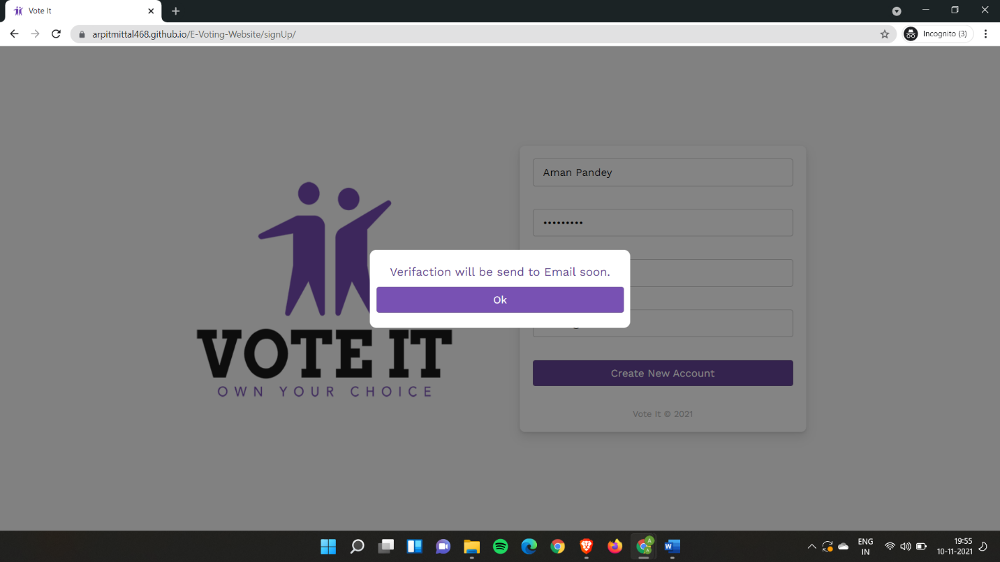 Vote It
arpitmittal468.github.io/E-Voting-Website/signUp/
Incognito (3)
Aman Pandey
Verifaction will be send to Email soon.
Ok
VOTE IT
OWN YOUR CHOICE
Create New Account
Vote It © 2021
ENG
IN
19:55
10-11-2021